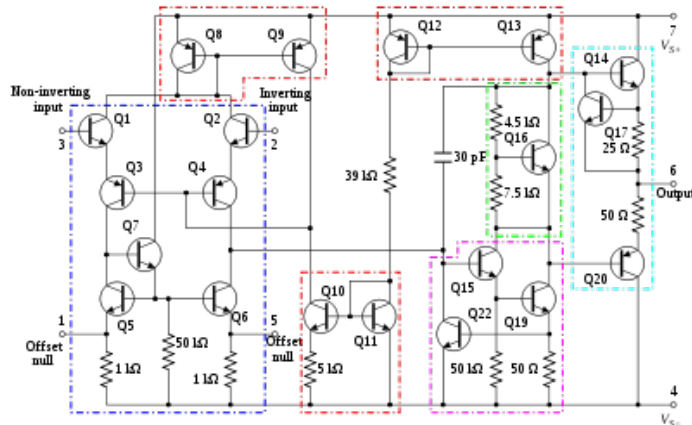 Q8
Q9
Q12
Q13
7
V_S+
Q14
Non-inverting
input
Inverting
input
Q1
Q2
3
2
4.5 kΩ
Q16
Q17
25 Ω
30 pF
6
Output
Q3
Q4
39 kΩ
7.5 kΩ
50 Ω
Q7
Q15
Q20
Q10
Q22
Q19
1
Q5
Q6
5
Q11
Offset
null
50 kΩ
Offset
null
1 kΩ
1 kΩ
5 kΩ
50 kΩ
50 Ω
4
V_S−